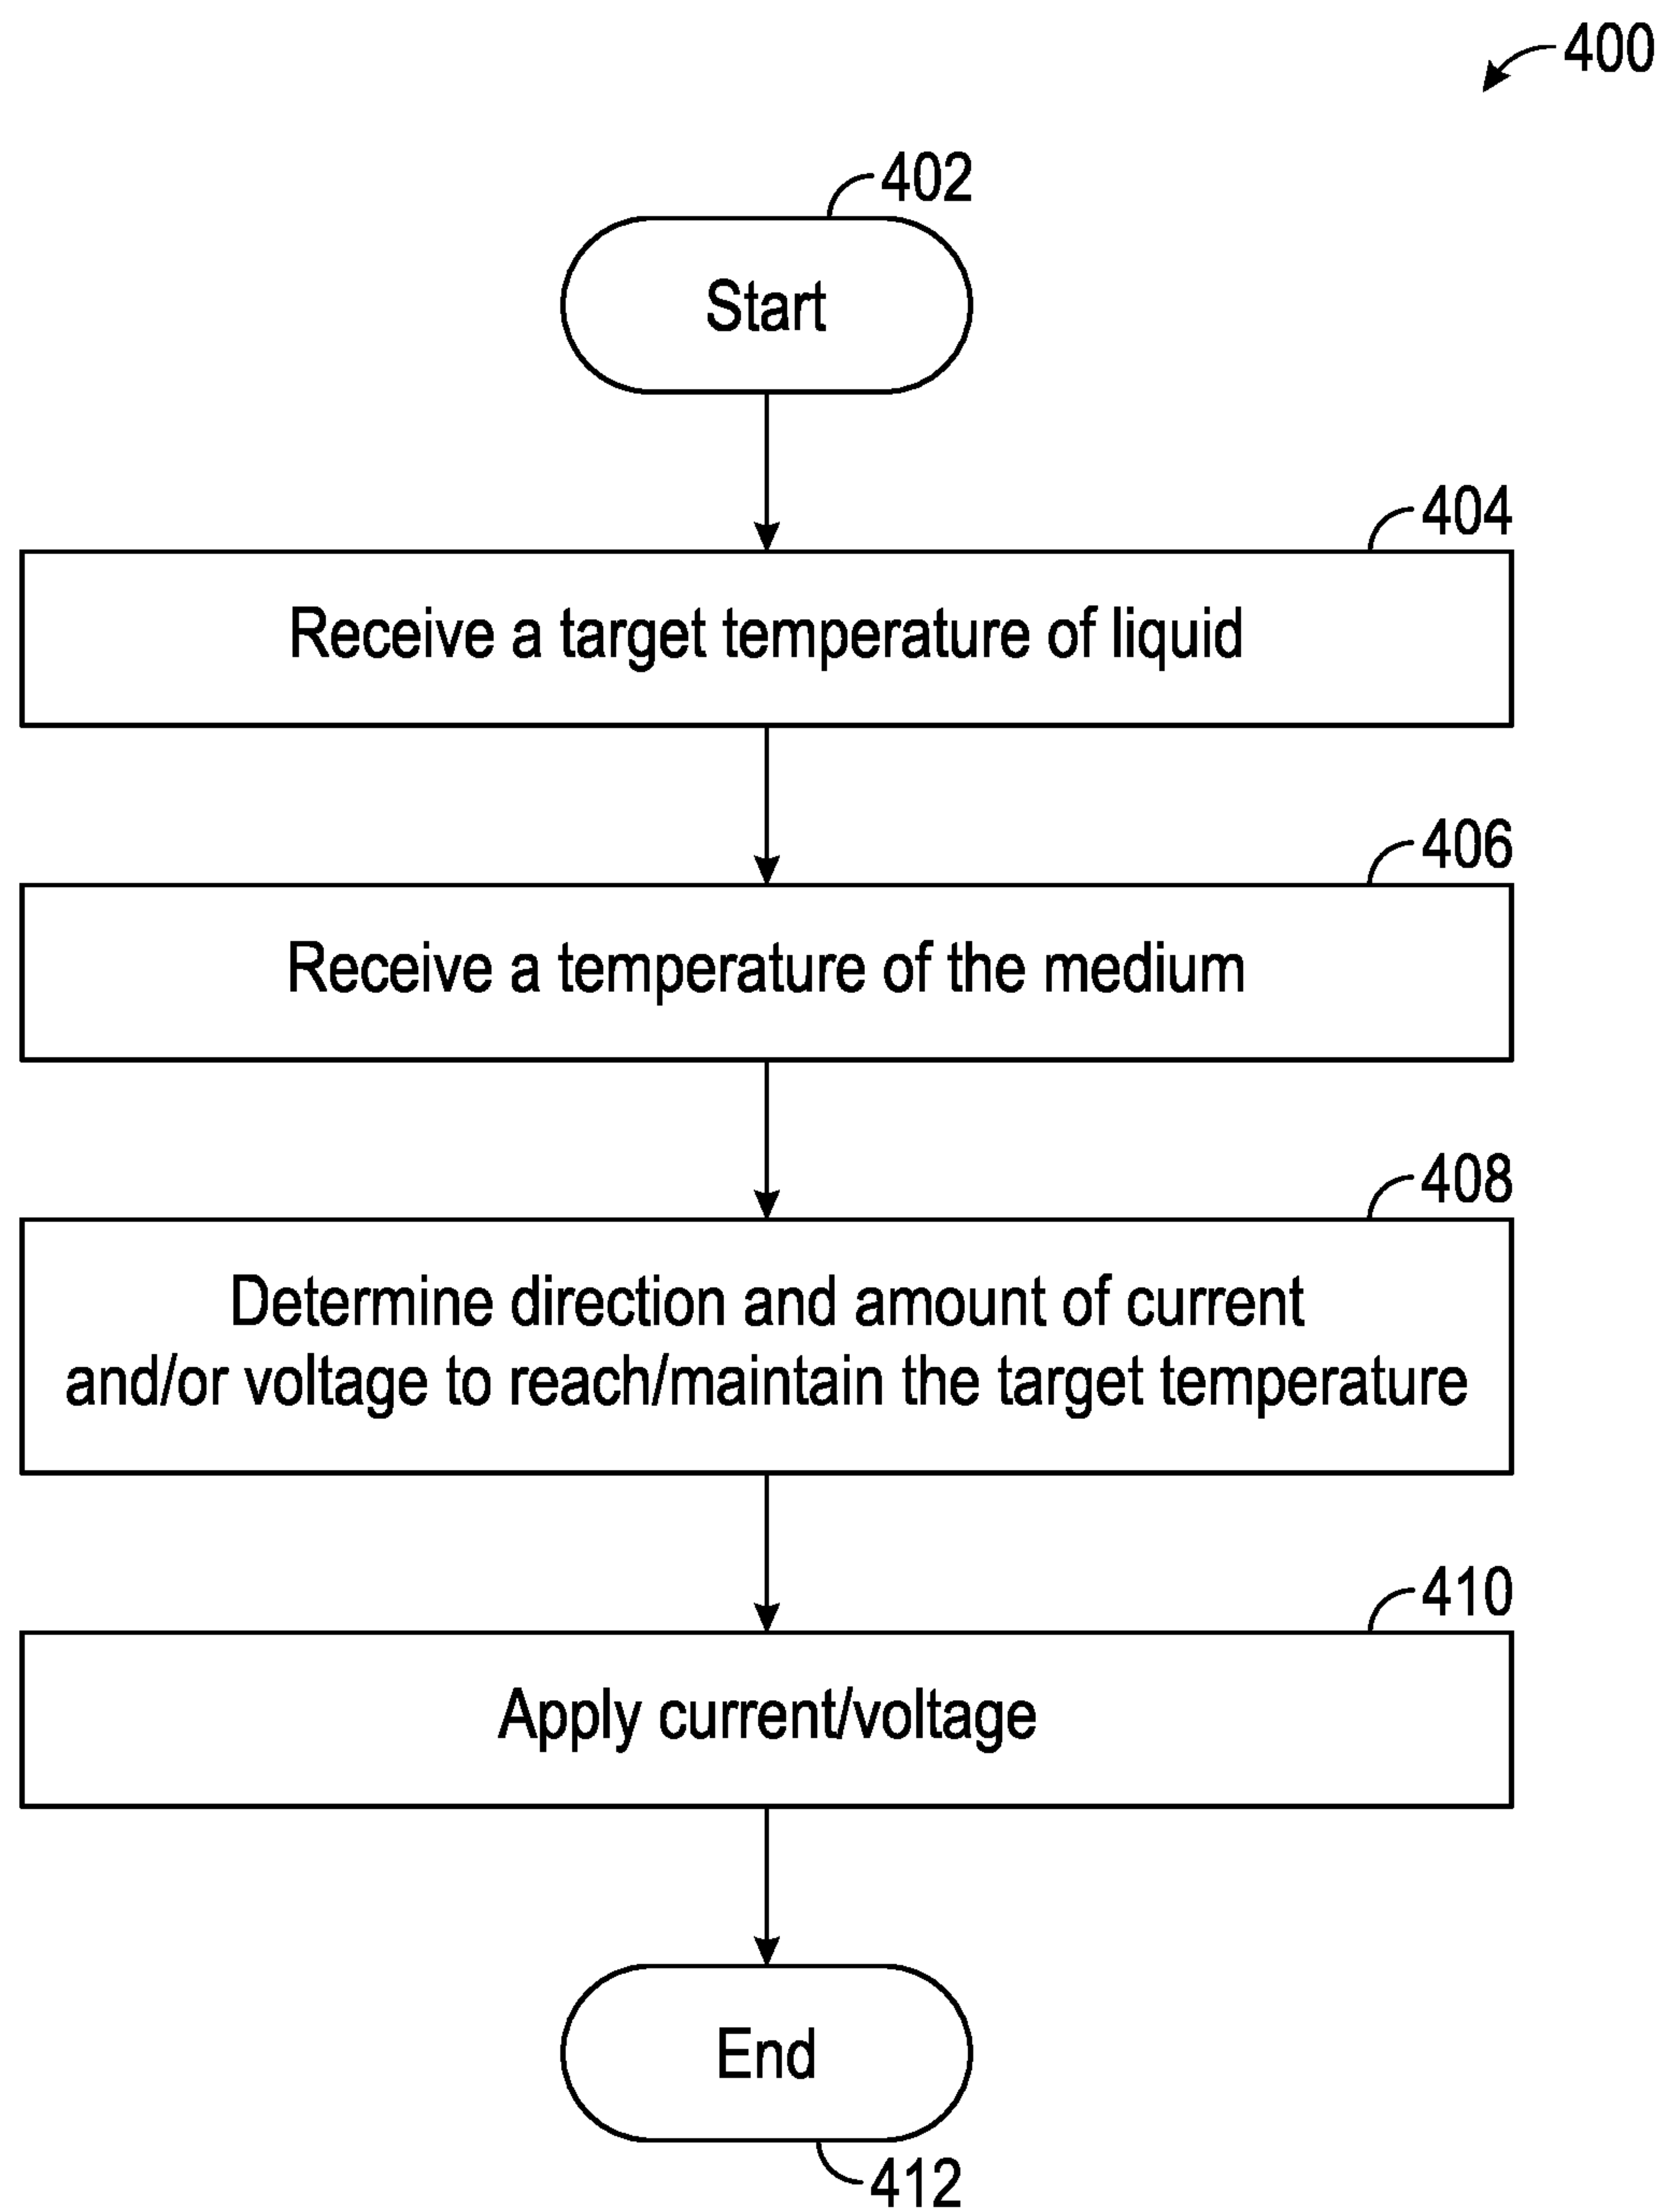 400
402
Start
404
Receive a target temperature of liquid
406
Receive a temperature of the medium
408
Determine direction and amount of current
and/or voltage to reach/maintain the target temperature
410
Apply current/voltage
End
412